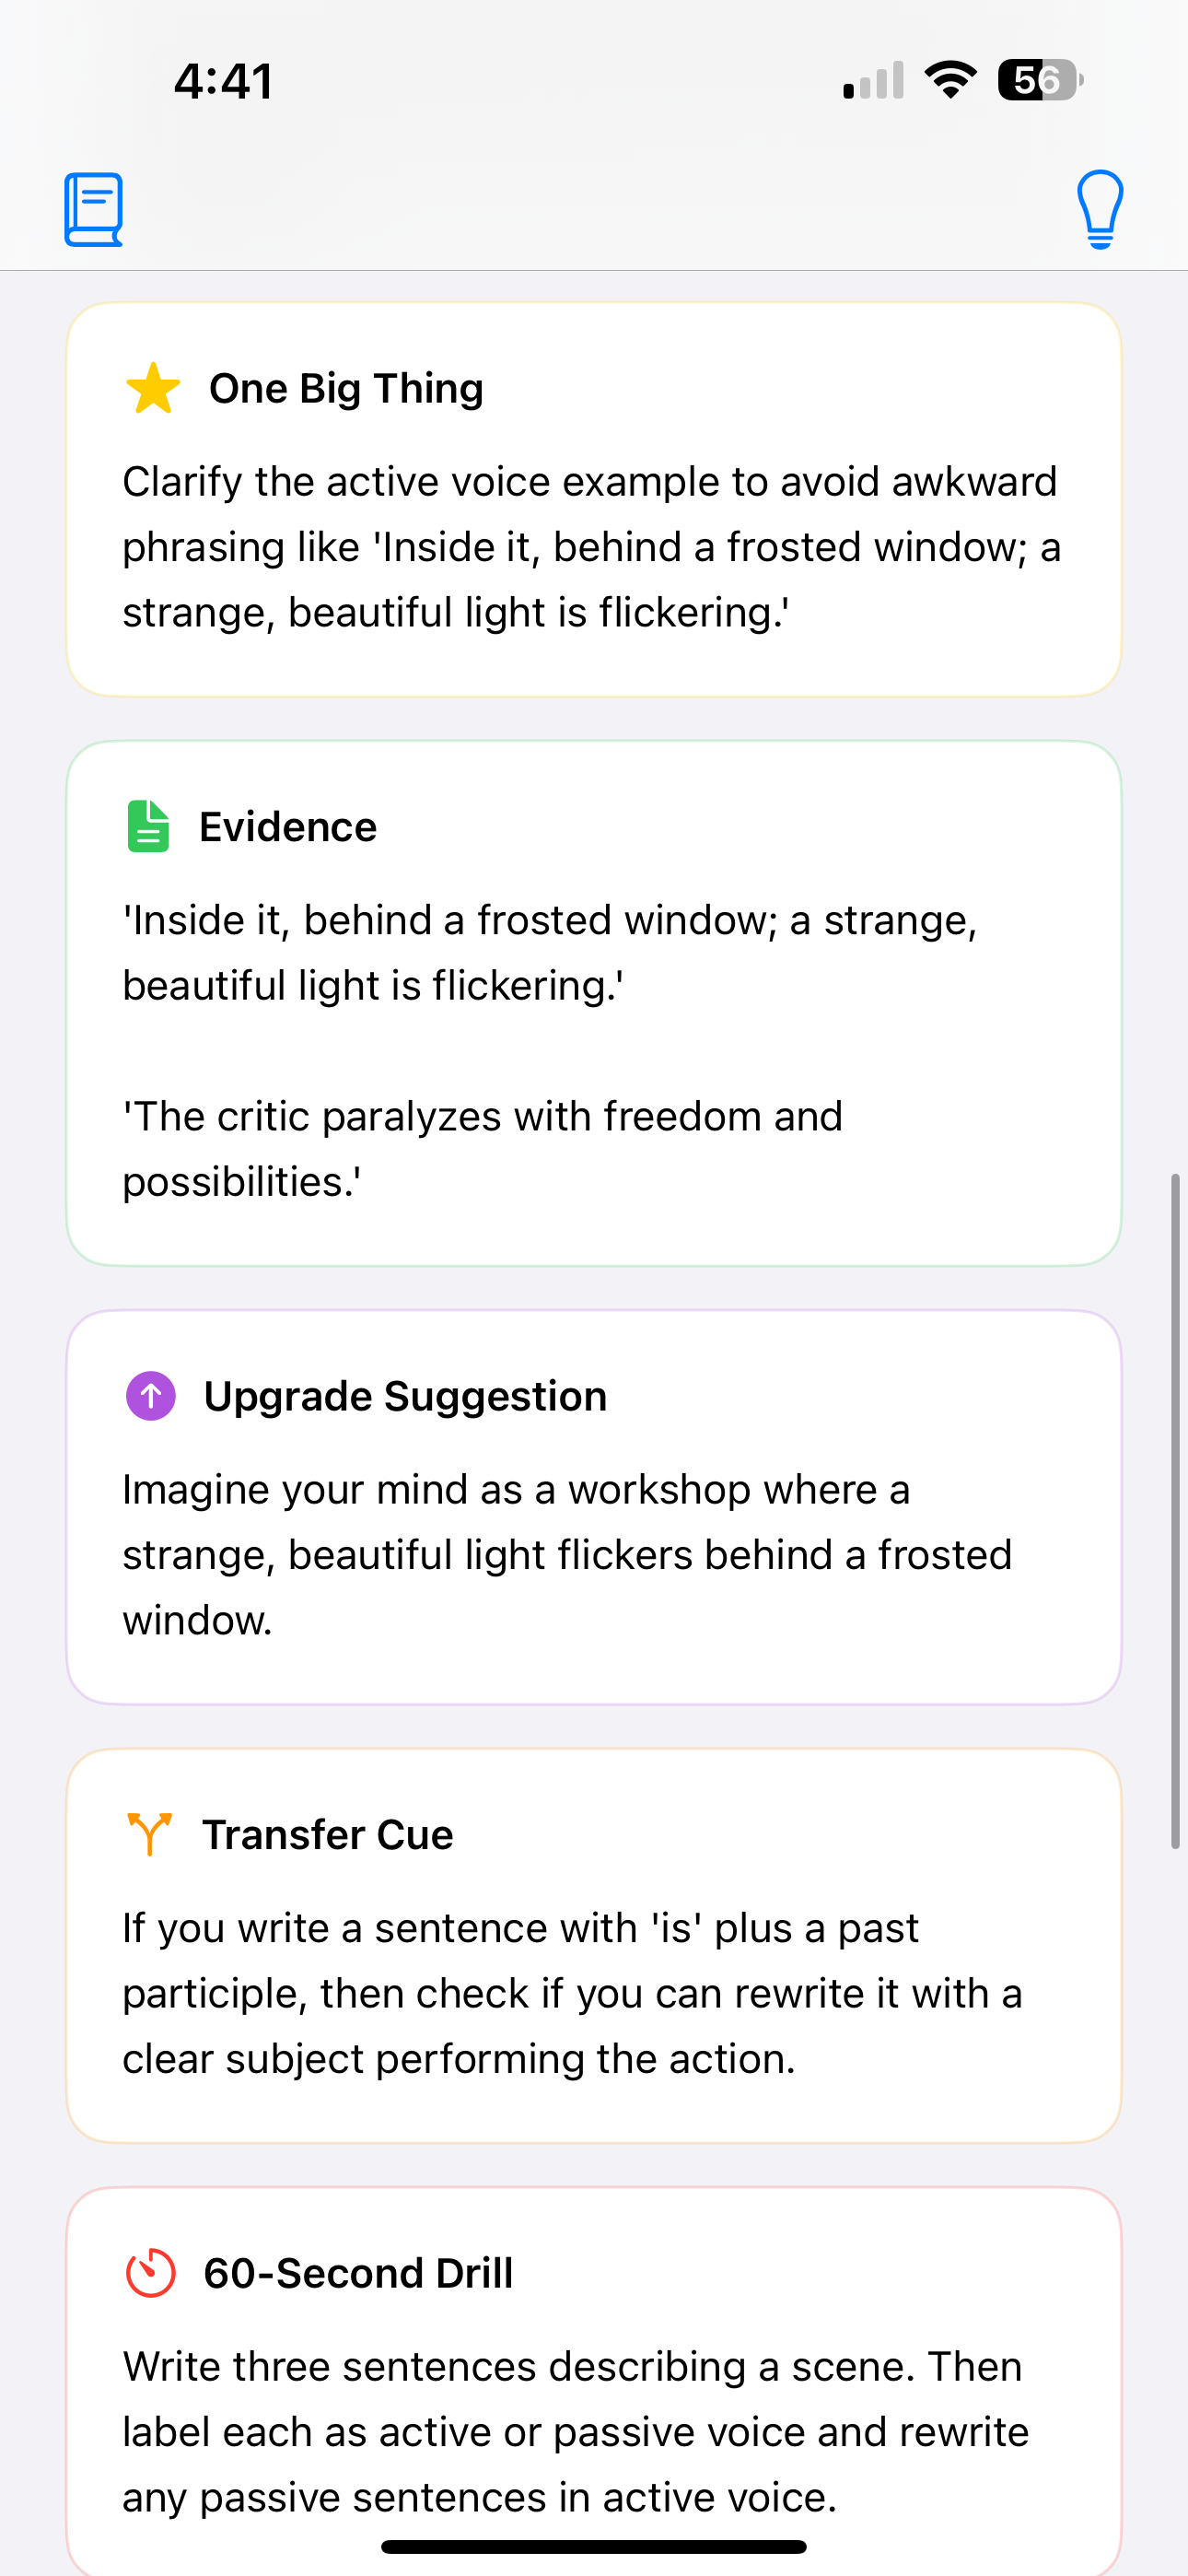 4:41
56
One Big Thing
Clarify the active voice example to avoid awkward
phrasing like 'Inside it, behind a frosted window; a
strange, beautiful light is flickering.'
Evidence
'Inside it, behind a frosted window; a strange,
beautiful light is flickering.'
'The critic paralyzes with freedom and
possibilities.'
Upgrade Suggestion
Imagine your mind as a workshop where a
strange, beautiful light flickers behind a frosted
window.
Transfer Cue
If you write a sentence with 'is' plus a past
participle, then check if you can rewrite it with a
clear subject performing the action.
60-Second Drill
Write three sentences describing a scene. Then
label each as active or passive voice and rewrite
any passive sentences in active voice.